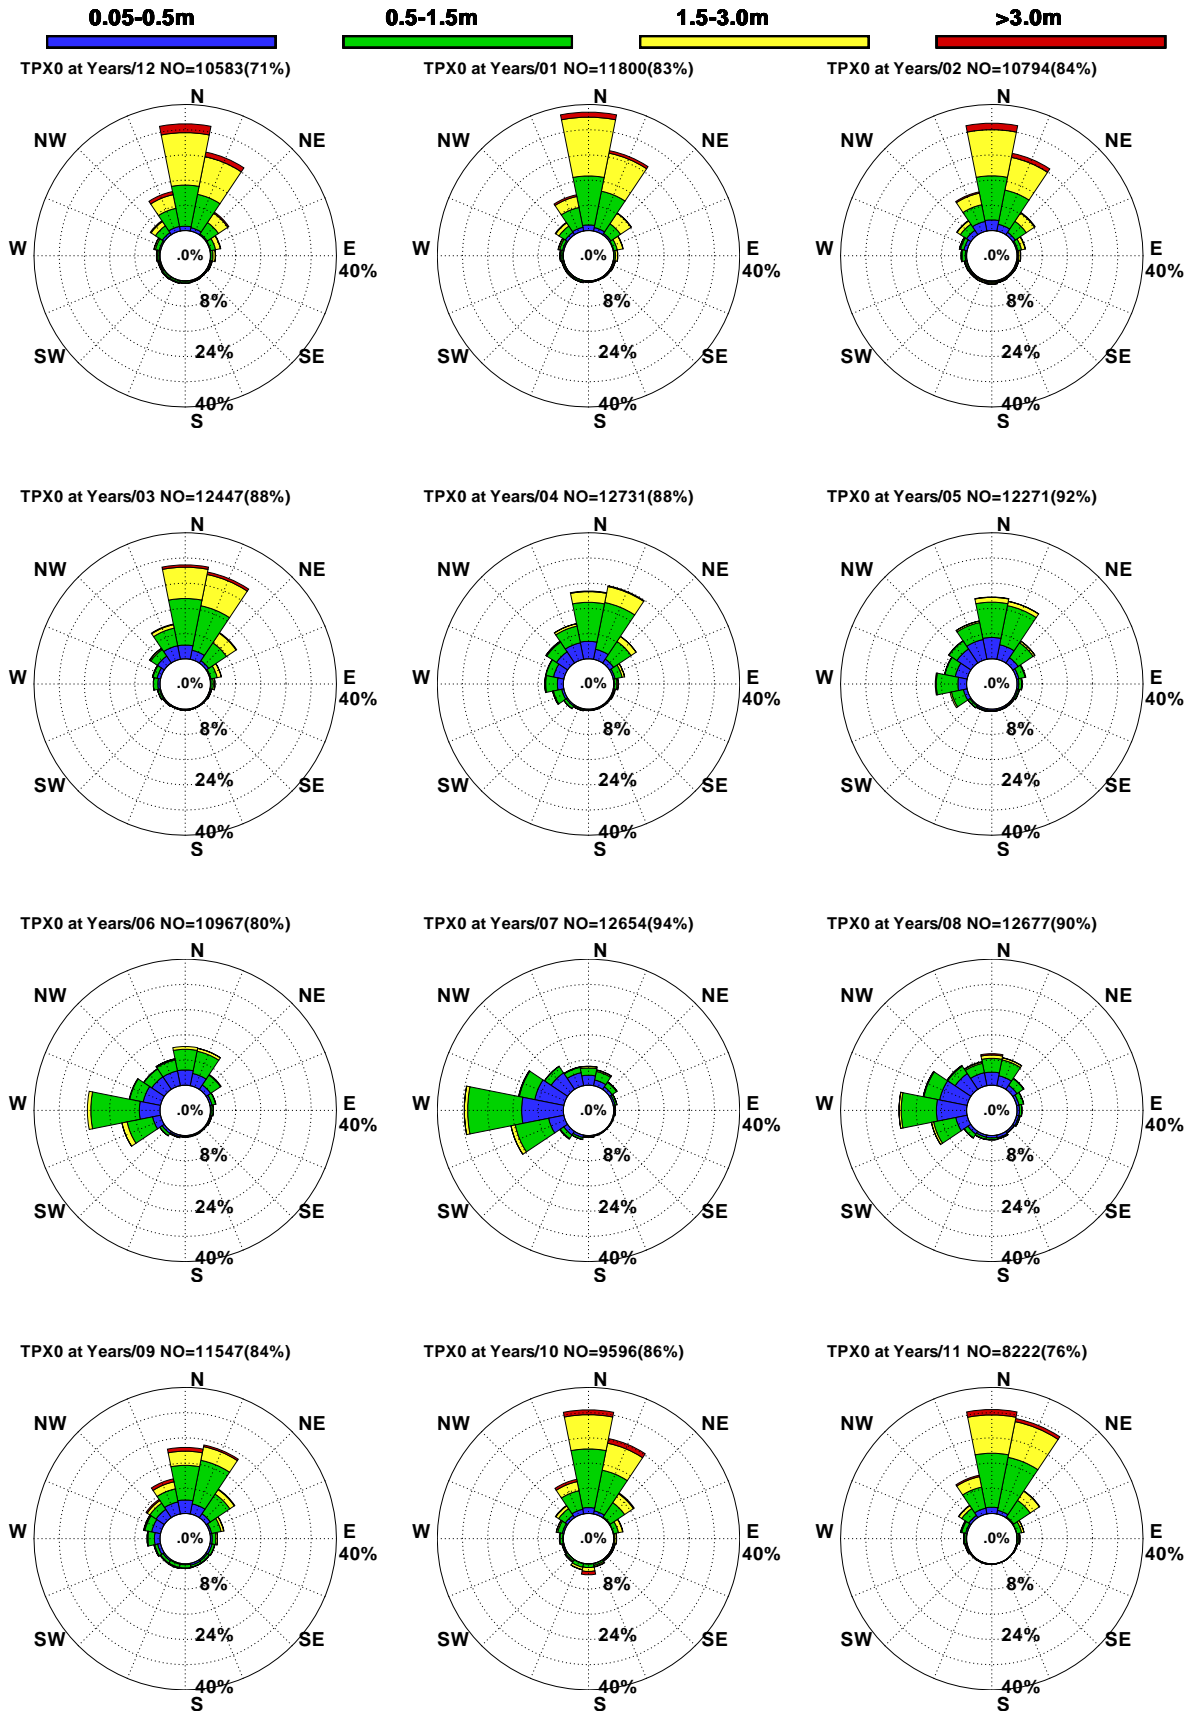 0.05-0.5m 0.5-1.5m 1.5-3.0m >3.0m
TPX0 at Years/12 NO=10583(71%) TPX0 at Years/01 NO=11800(83%) TPX0 at Years/02 NO=10794(84%)
N N N
NW NE NW NE NW NE
W .0% E W .0% E W .0% E
40% 40% 40%
8% 8% 8%
SW 24% SE SW 24% SE SW 24% SE
40% 40% 40%
S S S
TPX0 at Years/03 NO=12447(88%) TPX0 at Years/04 NO=12731(88%) TPX0 at Years/05 NO=12271(92%)
N N N
NW NE NW NE NW NE
W .0% E W .0% E W .0% E
40% 40% 40%
8% 8% 8%
SW 24% SE SW 24% SE SW 24% SE
40% 40% 40%
S S S
TPX0 at Years/06 NO=10967(80%) TPX0 at Years/07 NO=12654(94%) TPX0 at Years/08 NO=12677(90%)
N N N
NW NE NW NE NW NE
W .0% E W .0% E W .0% E
40% 40% 40%
8% 8% 8%
SW 24% SE SW 24% SE SW 24% SE
40% 40% 40%
S S S
TPX0 at Years/09 NO=11547(84%) TPX0 at Years/10 NO=9596(86%) TPX0 at Years/11 NO=8222(76%)
N N N
NW NE NW NE NW NE
W .0% E W .0% E W .0% E
40% 40% 40%
8% 8% 8%
SW 24% SE SW 24% SE SW 24% SE
40% 40% 40%
S S S